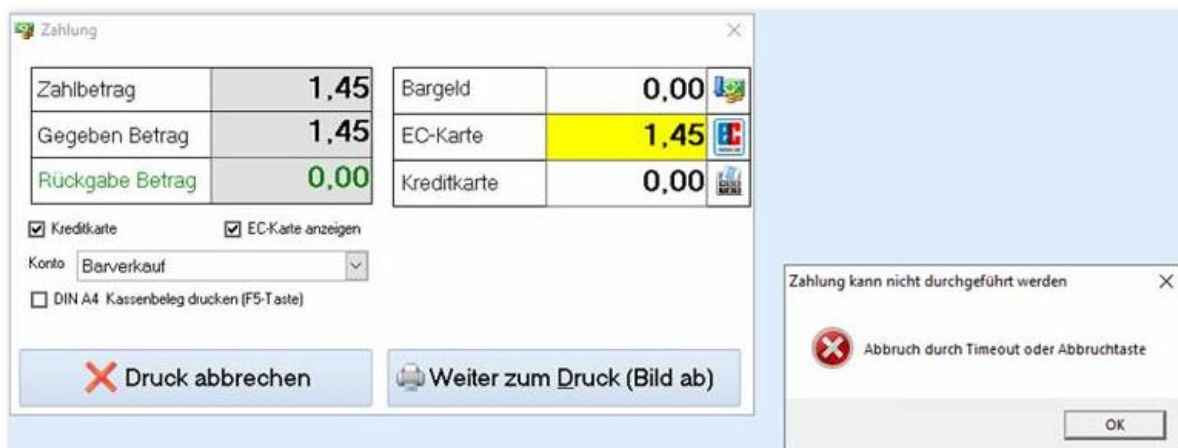 Zahlung
Zahlbetrag 1,45
Gegeben Betrag 1,45
Rückgabe Betrag 0,00
Bargeld 0,00
EC-Karte 1,45
Kreditkarte 0,00
Kreditkarte EC-Karte anzeigen
Konto Barverkauf
DIN A4 Kassenbeleg drucken (F5-Taste)
Druck abbrechen
Weiter zum Druck (Bild ab)
Zahlung kann nicht durchgeführt werden
Abbruch durch Timeout oder Abbruchtaste
OK